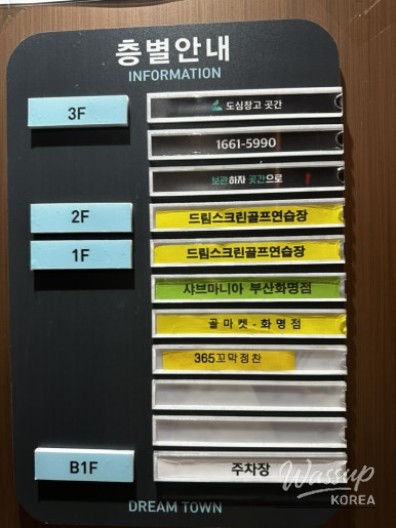 층별안내
INFORMATION
3F 도심창고 곳간
1661-5990
보관하자 곳간으로
2F 드림스크린골프연습장
1F 드림스크린골프연습장
샤브마니아 부산화명점
골마켓-화명점
365꼬막정찬
B1F 주차장
DREAM TOWN
Wassup
KOREA